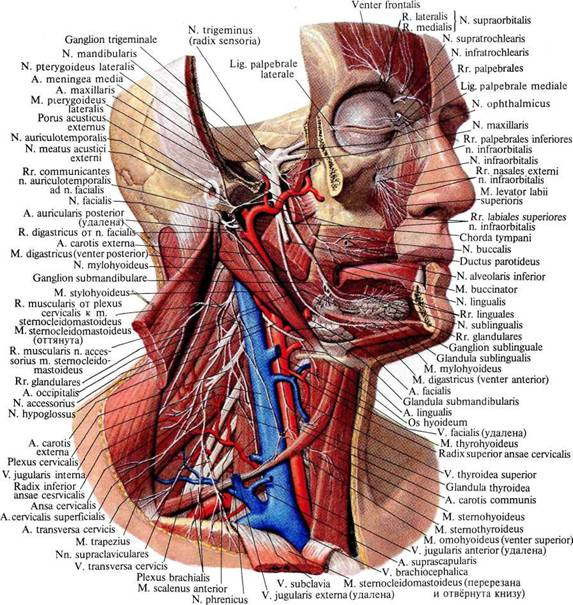 Venter frontalis
R. lateralis
R. medialis
N. supraorbitalis
N. supratrochlearis
N. infratrochlearis
Rr. palpebrales
Lig. palpebrale mediale
N. ophthalmicus
N. maxillaris
Rr. palpebrales inferiores
n. infraorbitalis
N. infraorbitalis
Rr. nasales externi
n. infraorbitalis
M. levator labii
superioris
Rr. labiales superiores
n. infraorbitalis
Chorda tympani
N. buccalis
Ductus parotideus
N. alveolaris inferior
M. buccinator
N. lingualis
Rr. linguales
N. sublingualis
Rr. glandulares
Ganglion sublinguale
Glandula sublingualis
M. mylohyoideus
M. digastricus (venter anterior)
A. facialis
Glandula submandibularis
A. lingualis
Os hyoideum
V. facialis (удалена)
M. thyrohyoideus
Radix superior ansae cervicalis
V. thyroidea superior
Glandula thyroidea
A. carotis communis
M. sternohyoideus
M. sternothyroideus
M. omohyoideus (venter superior)
V. jugularis anterior (удалена)
A. suprascapularis
V. brachiocephalica
M. sternocleidomastoideus (перерезана
и отвёрнута книзу)
N. trigeminus
(radix sensoria)
Lig. palpebrale
laterale
Ganglion trigeminale
N. mandibularis
N. pterygoideus lateralis
A. meningea media
A. maxillaris
M. pterygoideus
lateralis
Porus acusticus
externus
N. auriculotemporalis
N. meatus acustici
externi
Rr. communicantes
n. auriculotemporalis
ad n. facialis
N. facialis
A. auricularis posterior
(удалена)
R. digastricus от n. facialis
A. carotis externa
M. digastricus (venter posterior)
N. mylohyoideus
Ganglion submandibulare
M. stylohyoideus
R. muscularis от plexus
cervicalis к m.
sternocleidomastoideus
M. sternocleidomastoideus
(оттянута)
R. muscularis n. acces-
sorius m. sternocleido-
mastoideus
Rr. glandulares
A. occipitalis
N. accessorius
N. hypoglossus
A. carotis
externa
Plexus cervicalis
V. jugularis interna
Radix inferior
ansae cesrvicalis
Ansa cervicalis
A. cervicalis superficialis
A. transversa cervicis
M. trapezius
Nn. supraclaviculares
V. transversa cervicis
Plexus brachialis
M. scalenus anterior
N. phrenicus
V. subclavia
V. jugularis externa (удалена)